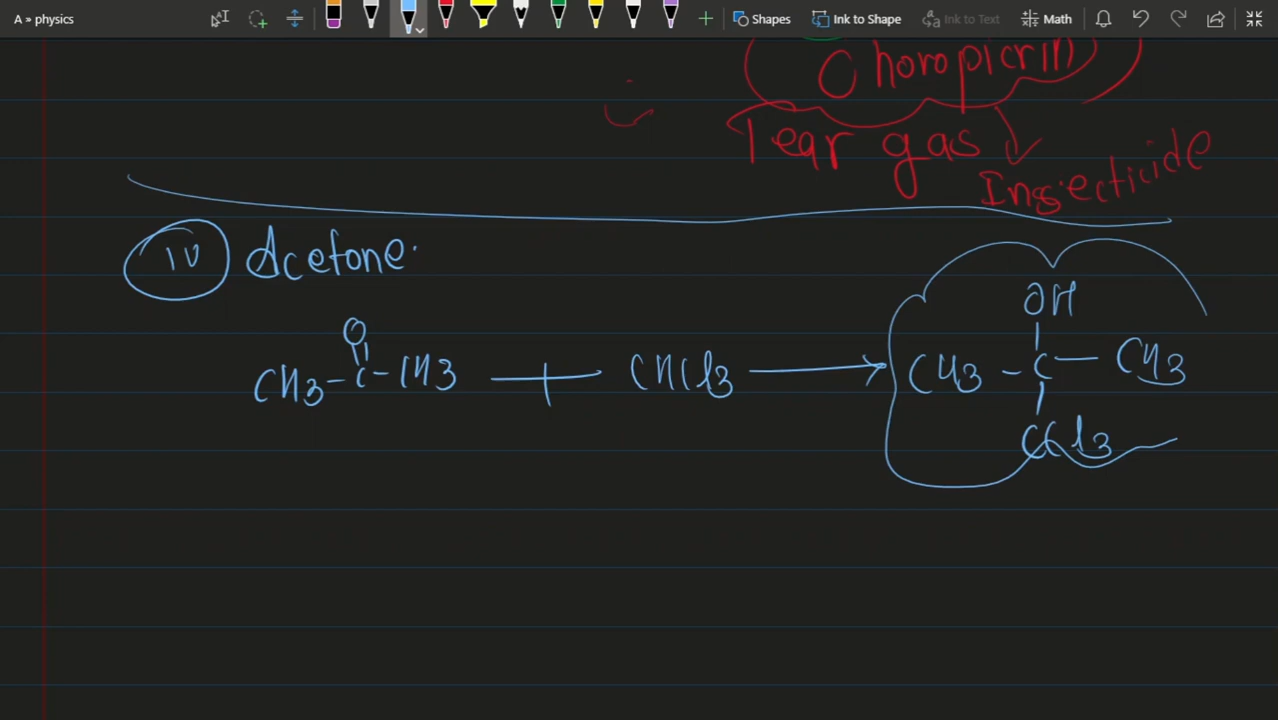 A » physics
Shapes
Ink to Shape
Ink to Text
Math
Choropicrin
Tear gas
Insecticide
IV Acetone
O
CH3-C-CH3 + CHCl3 → CH3-C-CH3
OH
CCl3